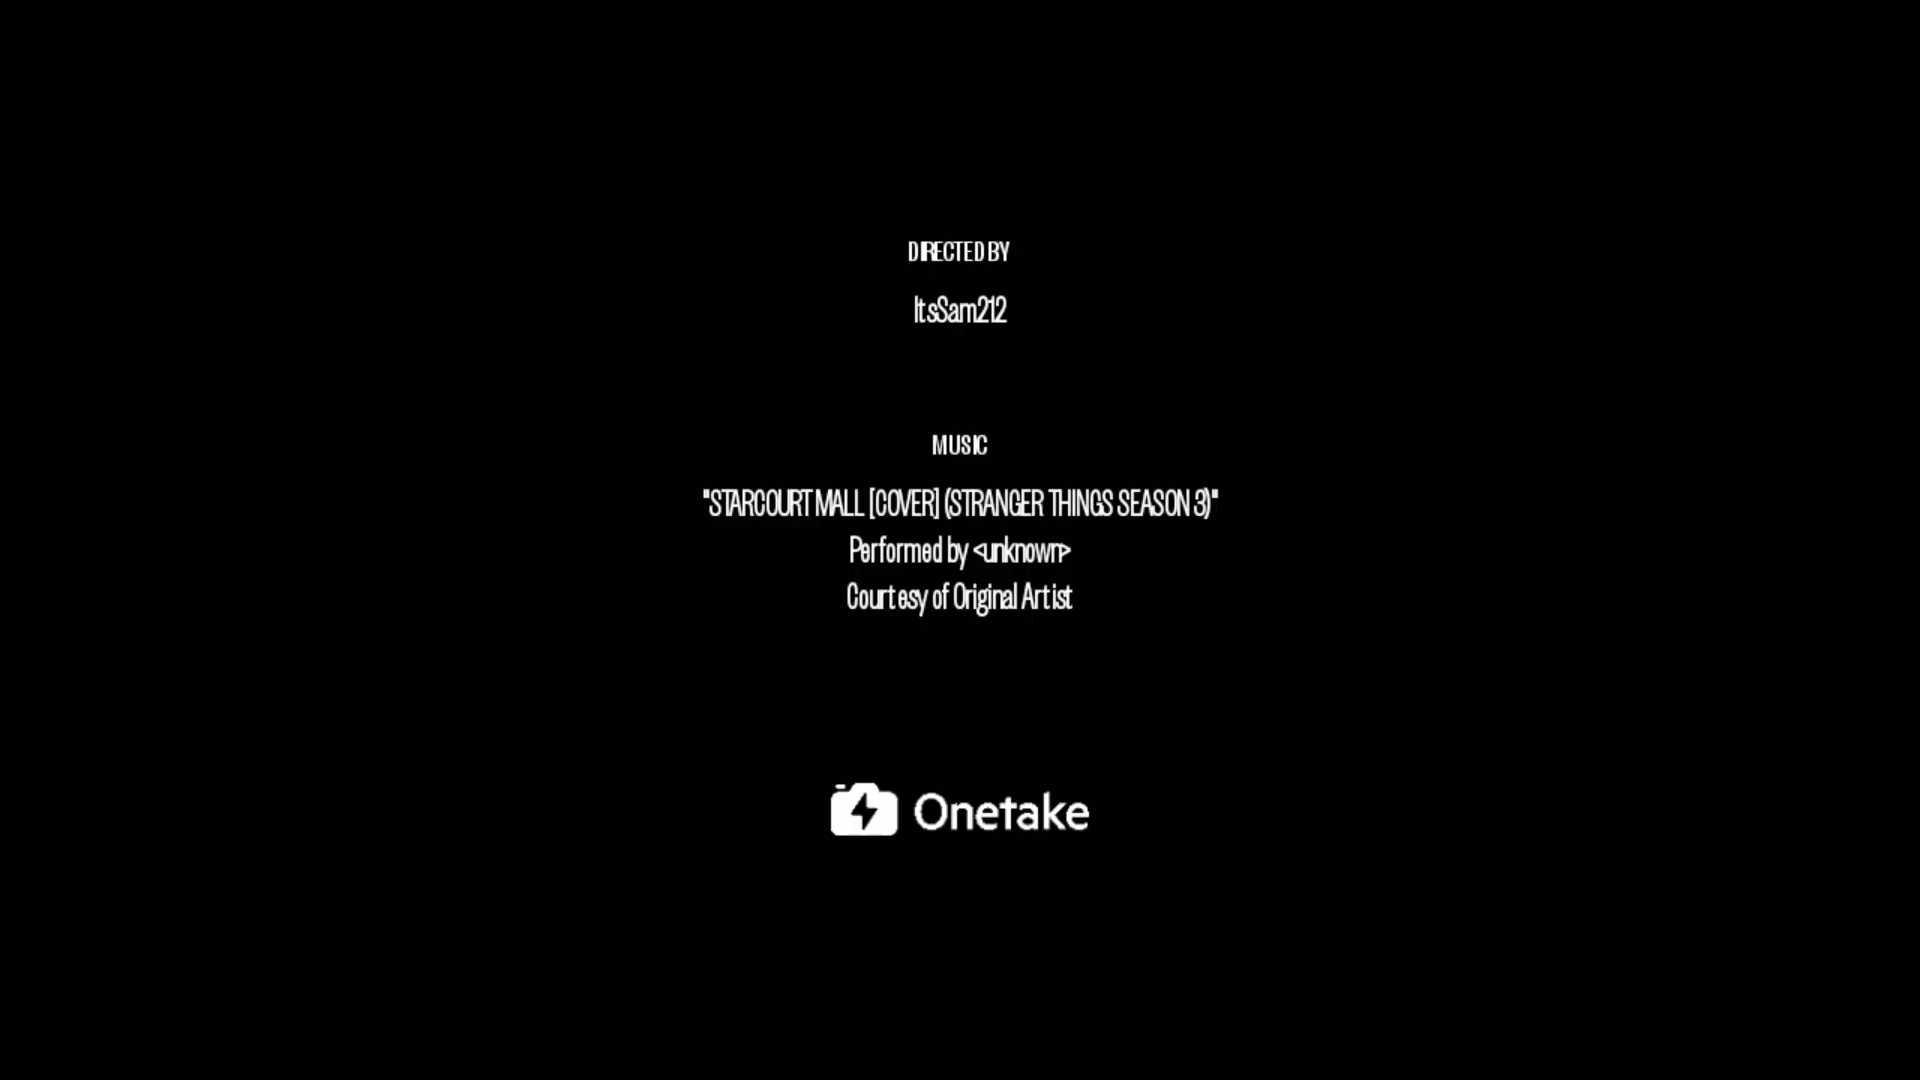 DIRECTED BY
ItsSam212
MUSIC
"STARCOURT MALL [COVER] (STRANGER THINGS SEASON 3)"
Performed by <unknown>
Courtesy of Original Artist
Onetake